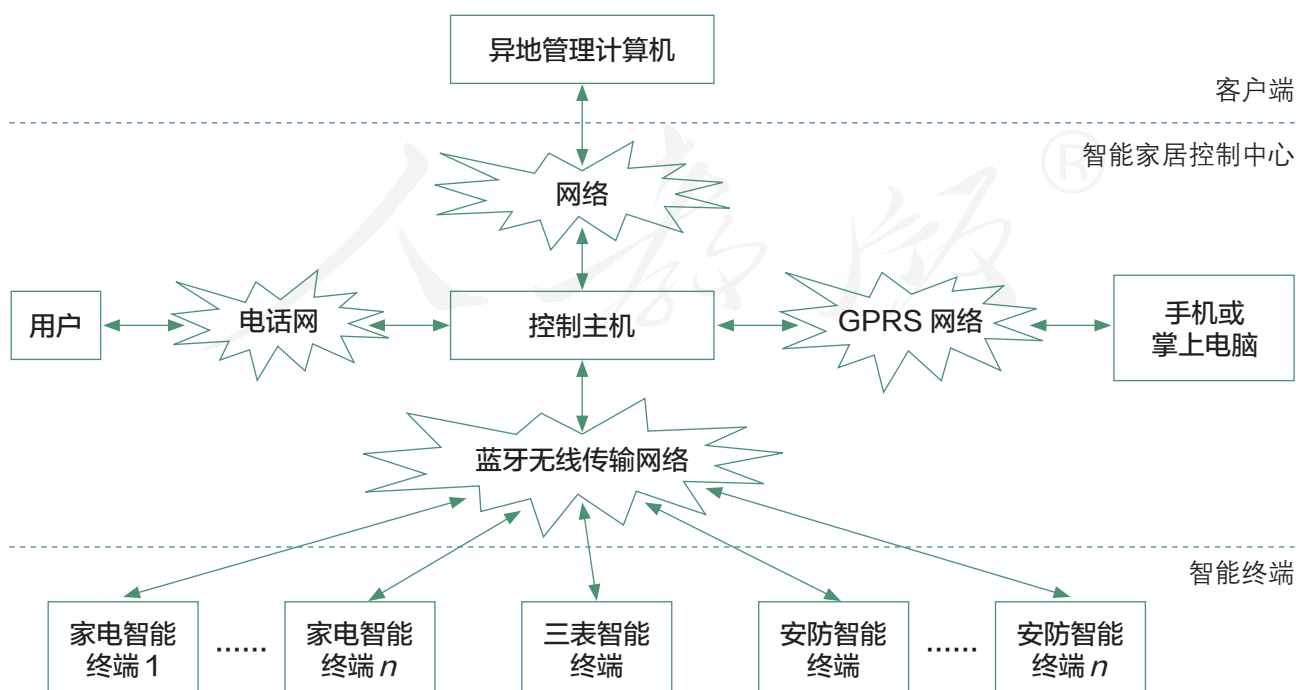 异地管理计算机
客户端
智能家居控制中心
®
网络
人教版
用户
电话网
控制主机
GPRS 网络
手机或
掌上电脑
蓝牙无线传输网络
智能终端
家电智能
终端 1
······
家电智能
终端 n
三表智能
终端
安防智能
终端
······
安防智能
终端 n